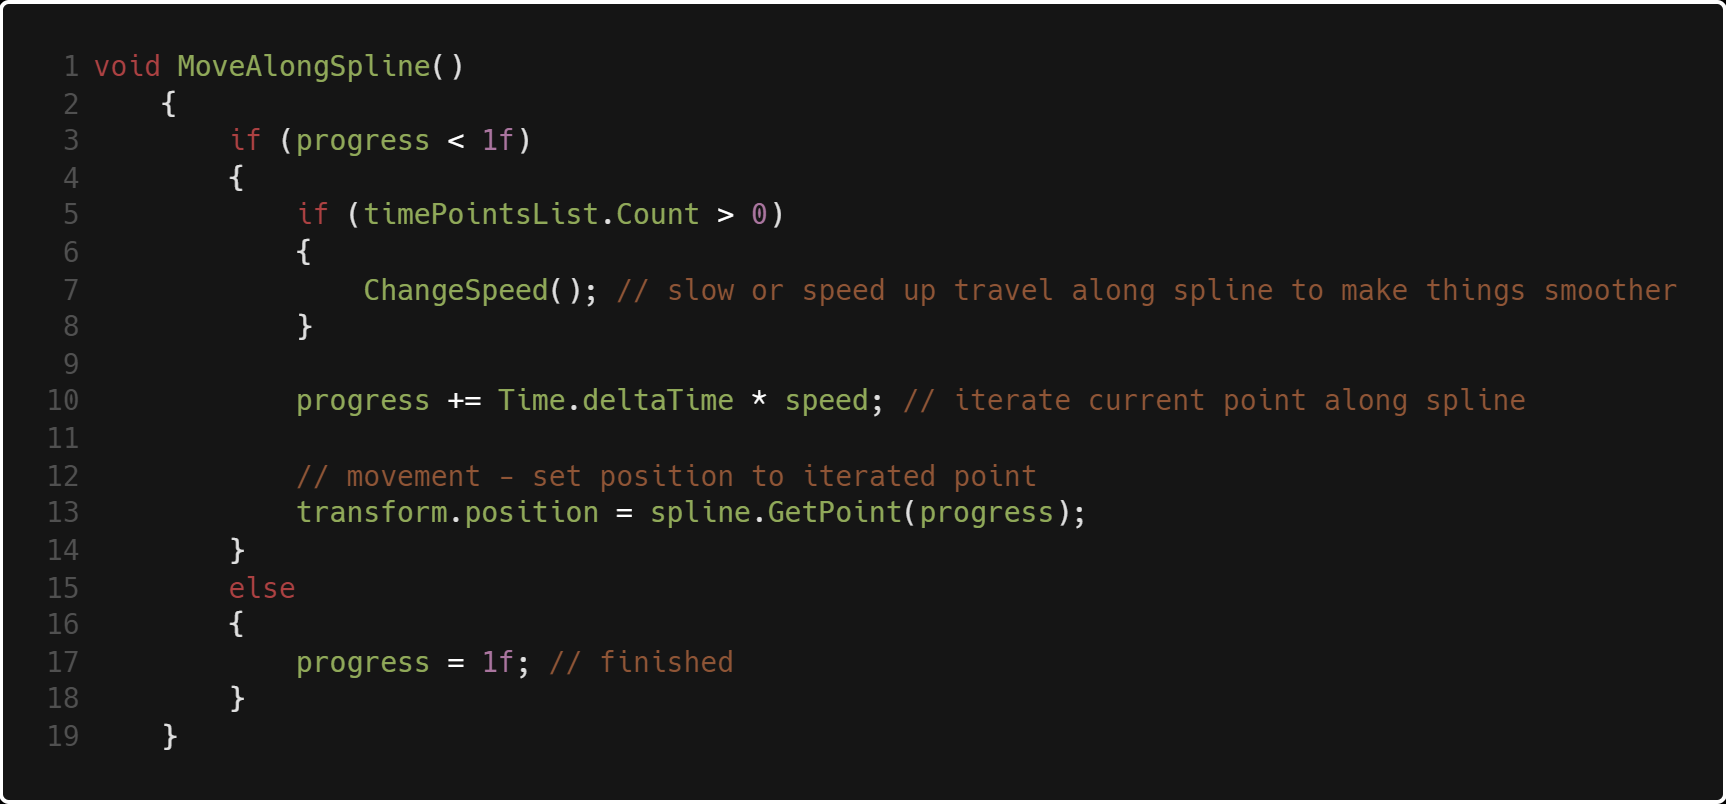 1 void MoveAlongSpline()
2     {
3         if (progress < 1f)
4         {
5             if (timePointsList.Count > 0)
6             {
7                 ChangeSpeed(); // slow or speed up travel along spline to make things smoother
8             }
9
10             progress += Time.deltaTime * speed; // iterate current point along spline
11
12             // movement - set position to iterated point
13             transform.position = spline.GetPoint(progress);
14         }
15         else
16         {
17             progress = 1f; // finished
18         }
19     }